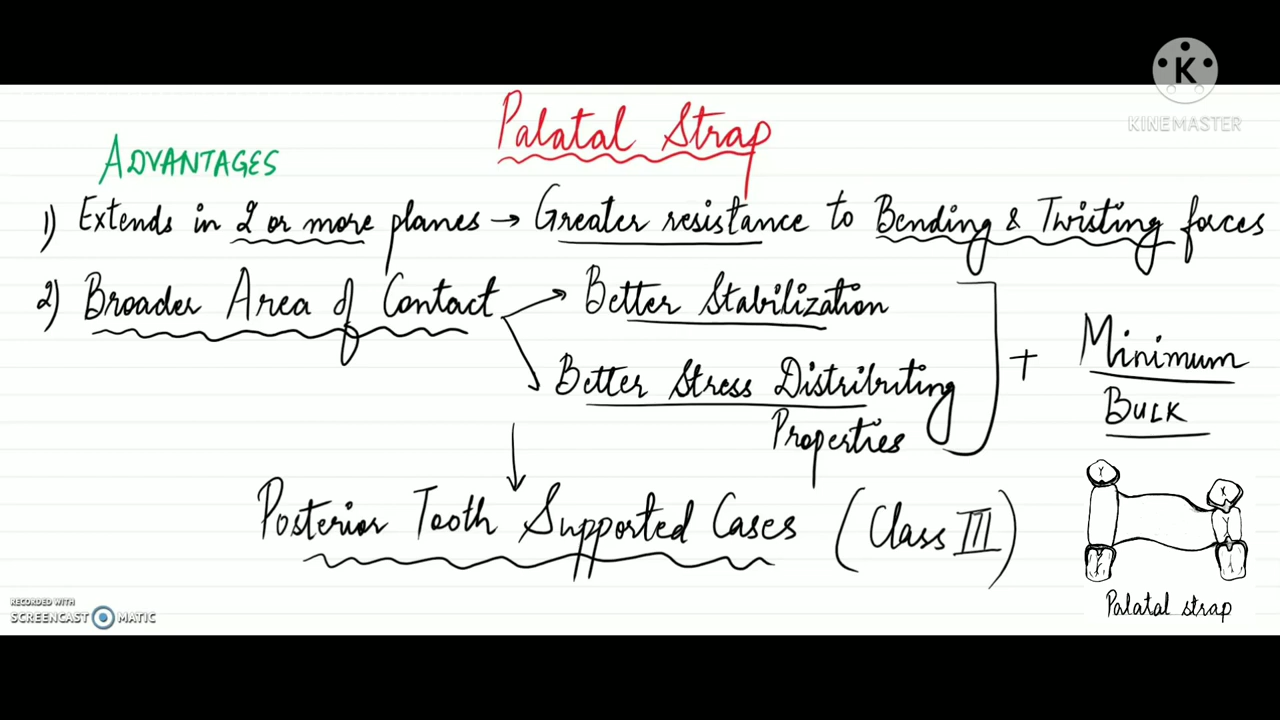 KINEMASTER
Palatal Strap
ADVANTAGES
1) Extends in 2 or more planes → Greater resistance to Bending & Twisting forces
2) Broader Area of Contact → Better Stabilization
Better Stress Distributing
Properties
+ Minimum
BULK
Posterior Tooth Supported Cases (Class III)
Palatal strap
RECORDED WITH
SCREENCAST MATIC